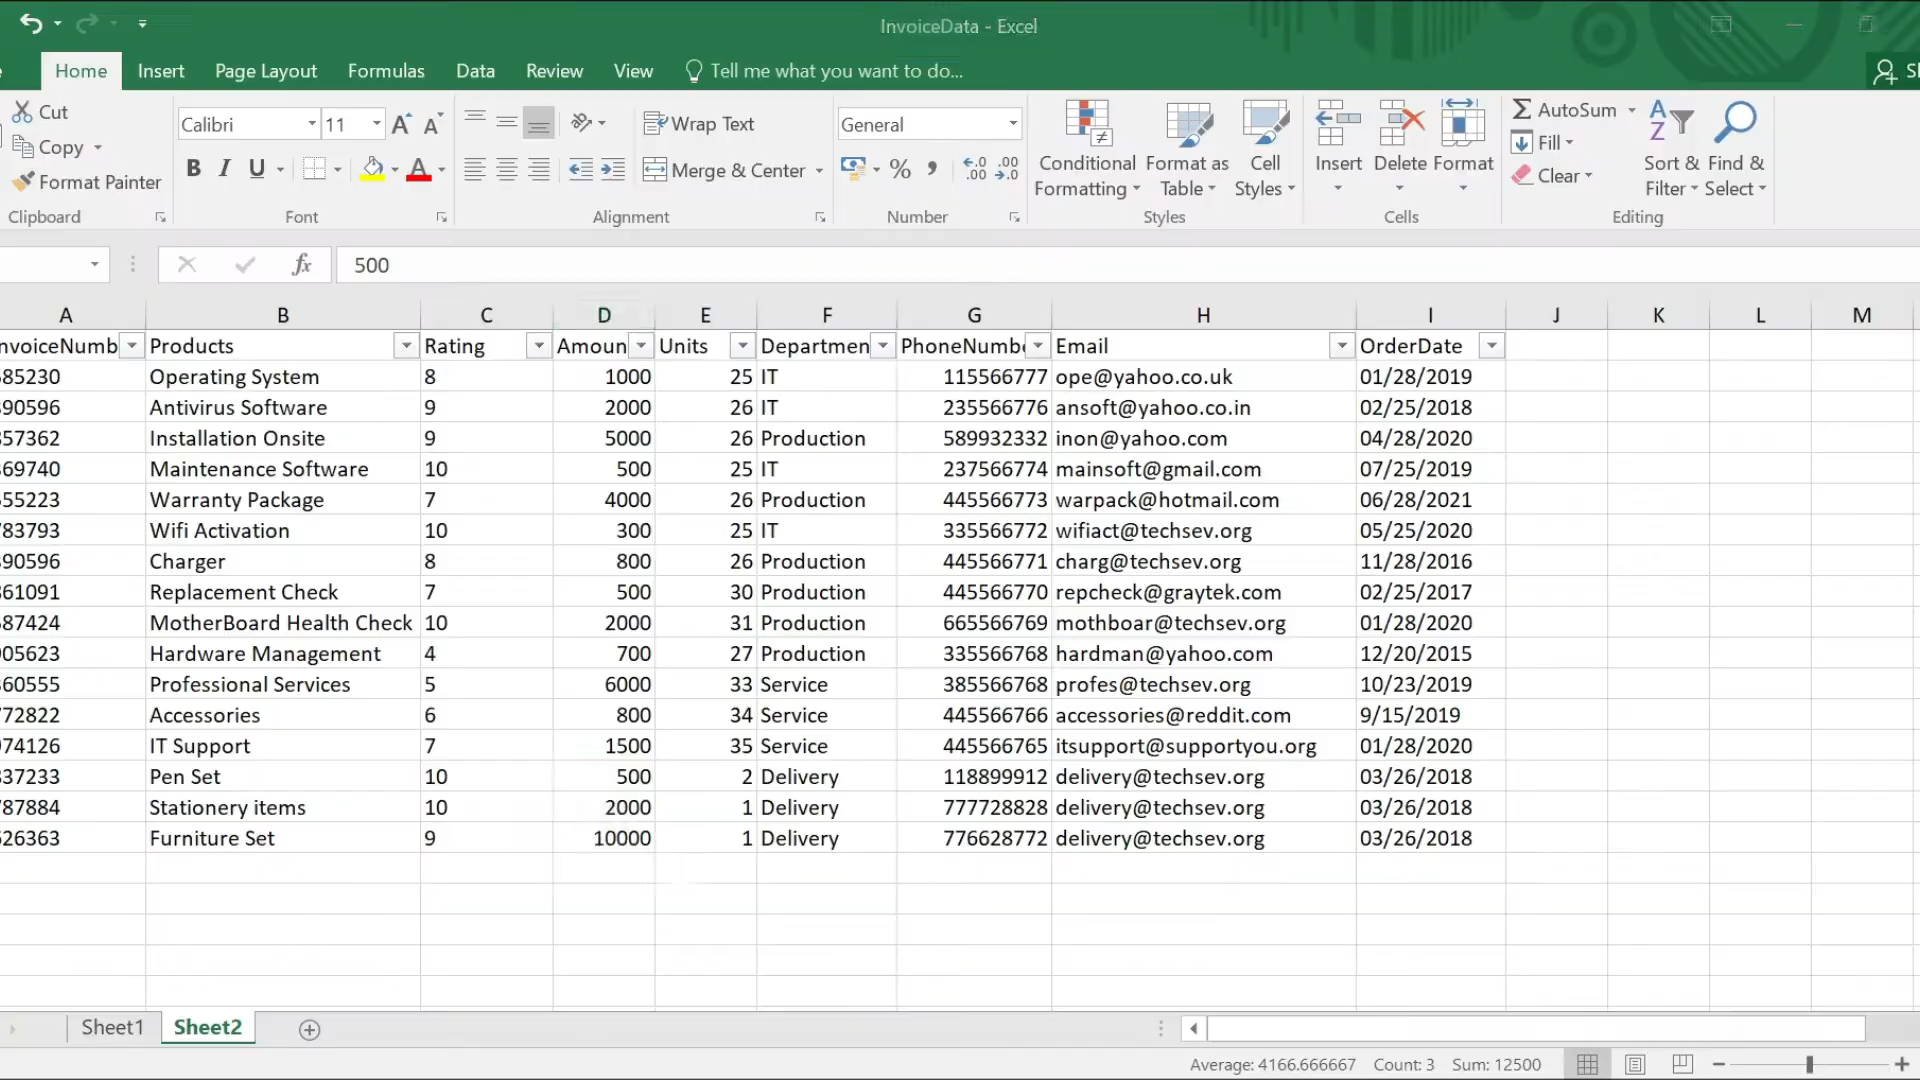 InvoiceData - Excel
Home Insert Page Layout Formulas Data Review View Tell me what you want to do...
Cut
Copy
Format Painter
Clipboard
Calibri 11
B I U
Font
Wrap Text
Merge & Center
Alignment
General
Number
Conditional Formatting
Format as Table
Cell Styles
Styles
Insert Delete Format
Cells
AutoSum
Fill
Clear
Sort & Filter
Find & Select
Editing
fx 500
A B C D E F G H I J K L M
nvoiceNumb Products Rating Amoun Units Departmen PhoneNumbe Email OrderDate
85230 Operating System 8 1000 25 IT 115566777 ope@yahoo.co.uk 01/28/2019
90596 Antivirus Software 9 2000 26 IT 235566776 ansoft@yahoo.co.in 02/25/2018
57362 Installation Onsite 9 5000 26 Production 589932332 inon@yahoo.com 04/28/2020
69740 Maintenance Software 10 500 25 IT 237566774 mainsoft@gmail.com 07/25/2019
55223 Warranty Package 7 4000 26 Production 445566773 warpack@hotmail.com 06/28/2021
783793 Wifi Activation 10 300 25 IT 335566772 wifiact@techsev.org 05/25/2020
90596 Charger 8 800 26 Production 445566771 charg@techsev.org 11/28/2016
61091 Replacement Check 7 500 30 Production 445566770 repcheck@graytek.com 02/25/2017
87424 MotherBoard Health Check 10 2000 31 Production 665566769 mothboar@techsev.org 01/28/2020
05623 Hardware Management 4 700 27 Production 335566768 hardman@yahoo.com 12/20/2015
60555 Professional Services 5 6000 33 Service 385566768 profes@techsev.org 10/23/2019
772822 Accessories 6 800 34 Service 445566766 accessories@reddit.com 9/15/2019
74126 IT Support 7 1500 35 Service 445566765 itsupport@supportyou.org 01/28/2020
37233 Pen Set 10 500 2 Delivery 118899912 delivery@techsev.org 03/26/2018
787884 Stationery items 10 2000 1 Delivery 777728828 delivery@techsev.org 03/26/2018
26363 Furniture Set 9 10000 1 Delivery 776628772 delivery@techsev.org 03/26/2018
Sheet1 Sheet2
Average: 4166.666667 Count: 3 Sum: 12500